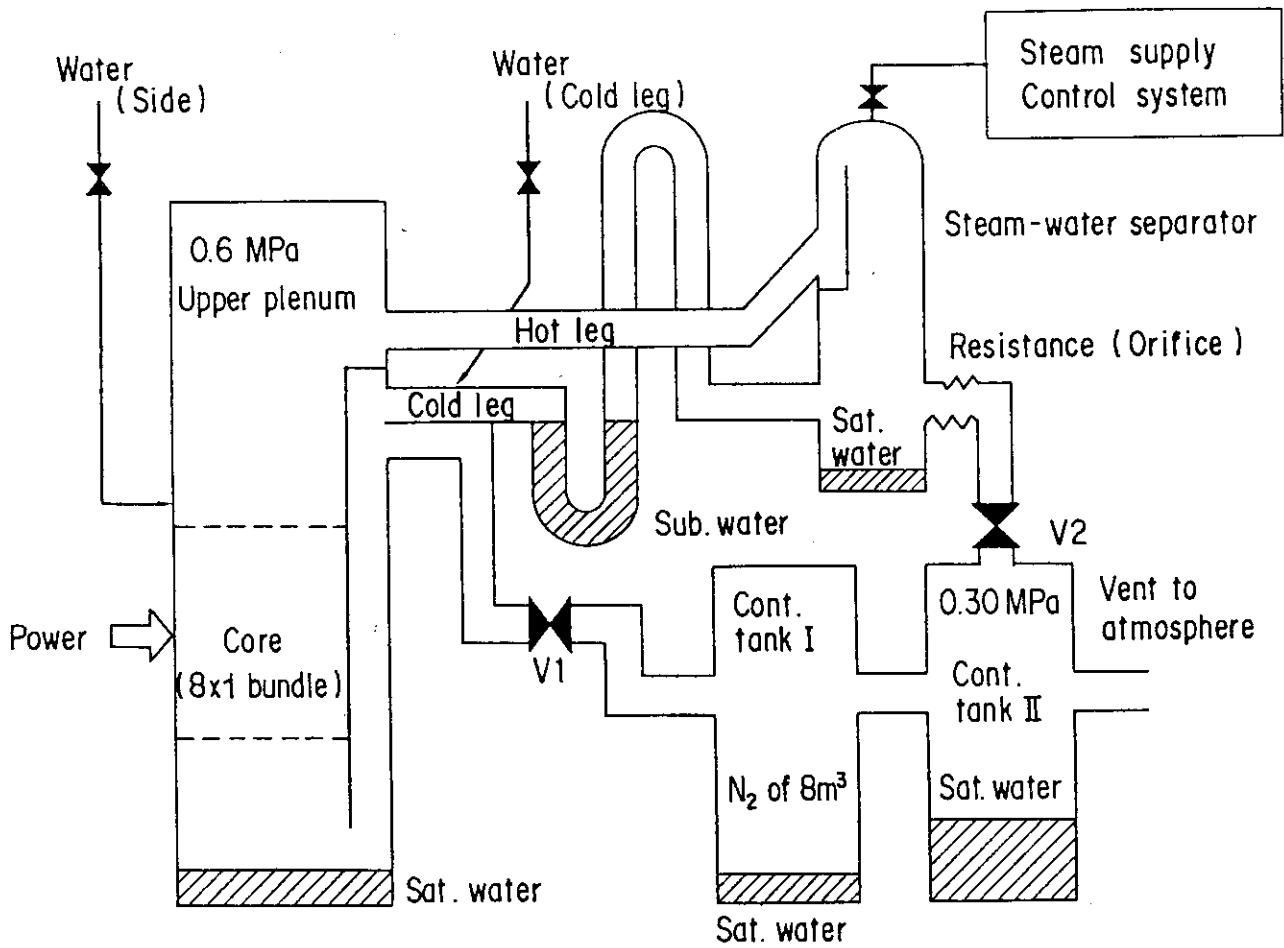 Water
(Side)
Water
(Cold leg)
Steam supply
Control system
0.6 MPa
Upper plenum
Steam-water separator
Hot leg
Resistance (Orifice)
Cold leg
Sat.
water
Sub. water
V2
Power
Core
(8x1 bundle)
V1
Cont.
tank I
0.30 MPa
Vent to
atmosphere
Cont.
tank II
N₂ of 8m³
Sat. water
Sat. water
Sat. water